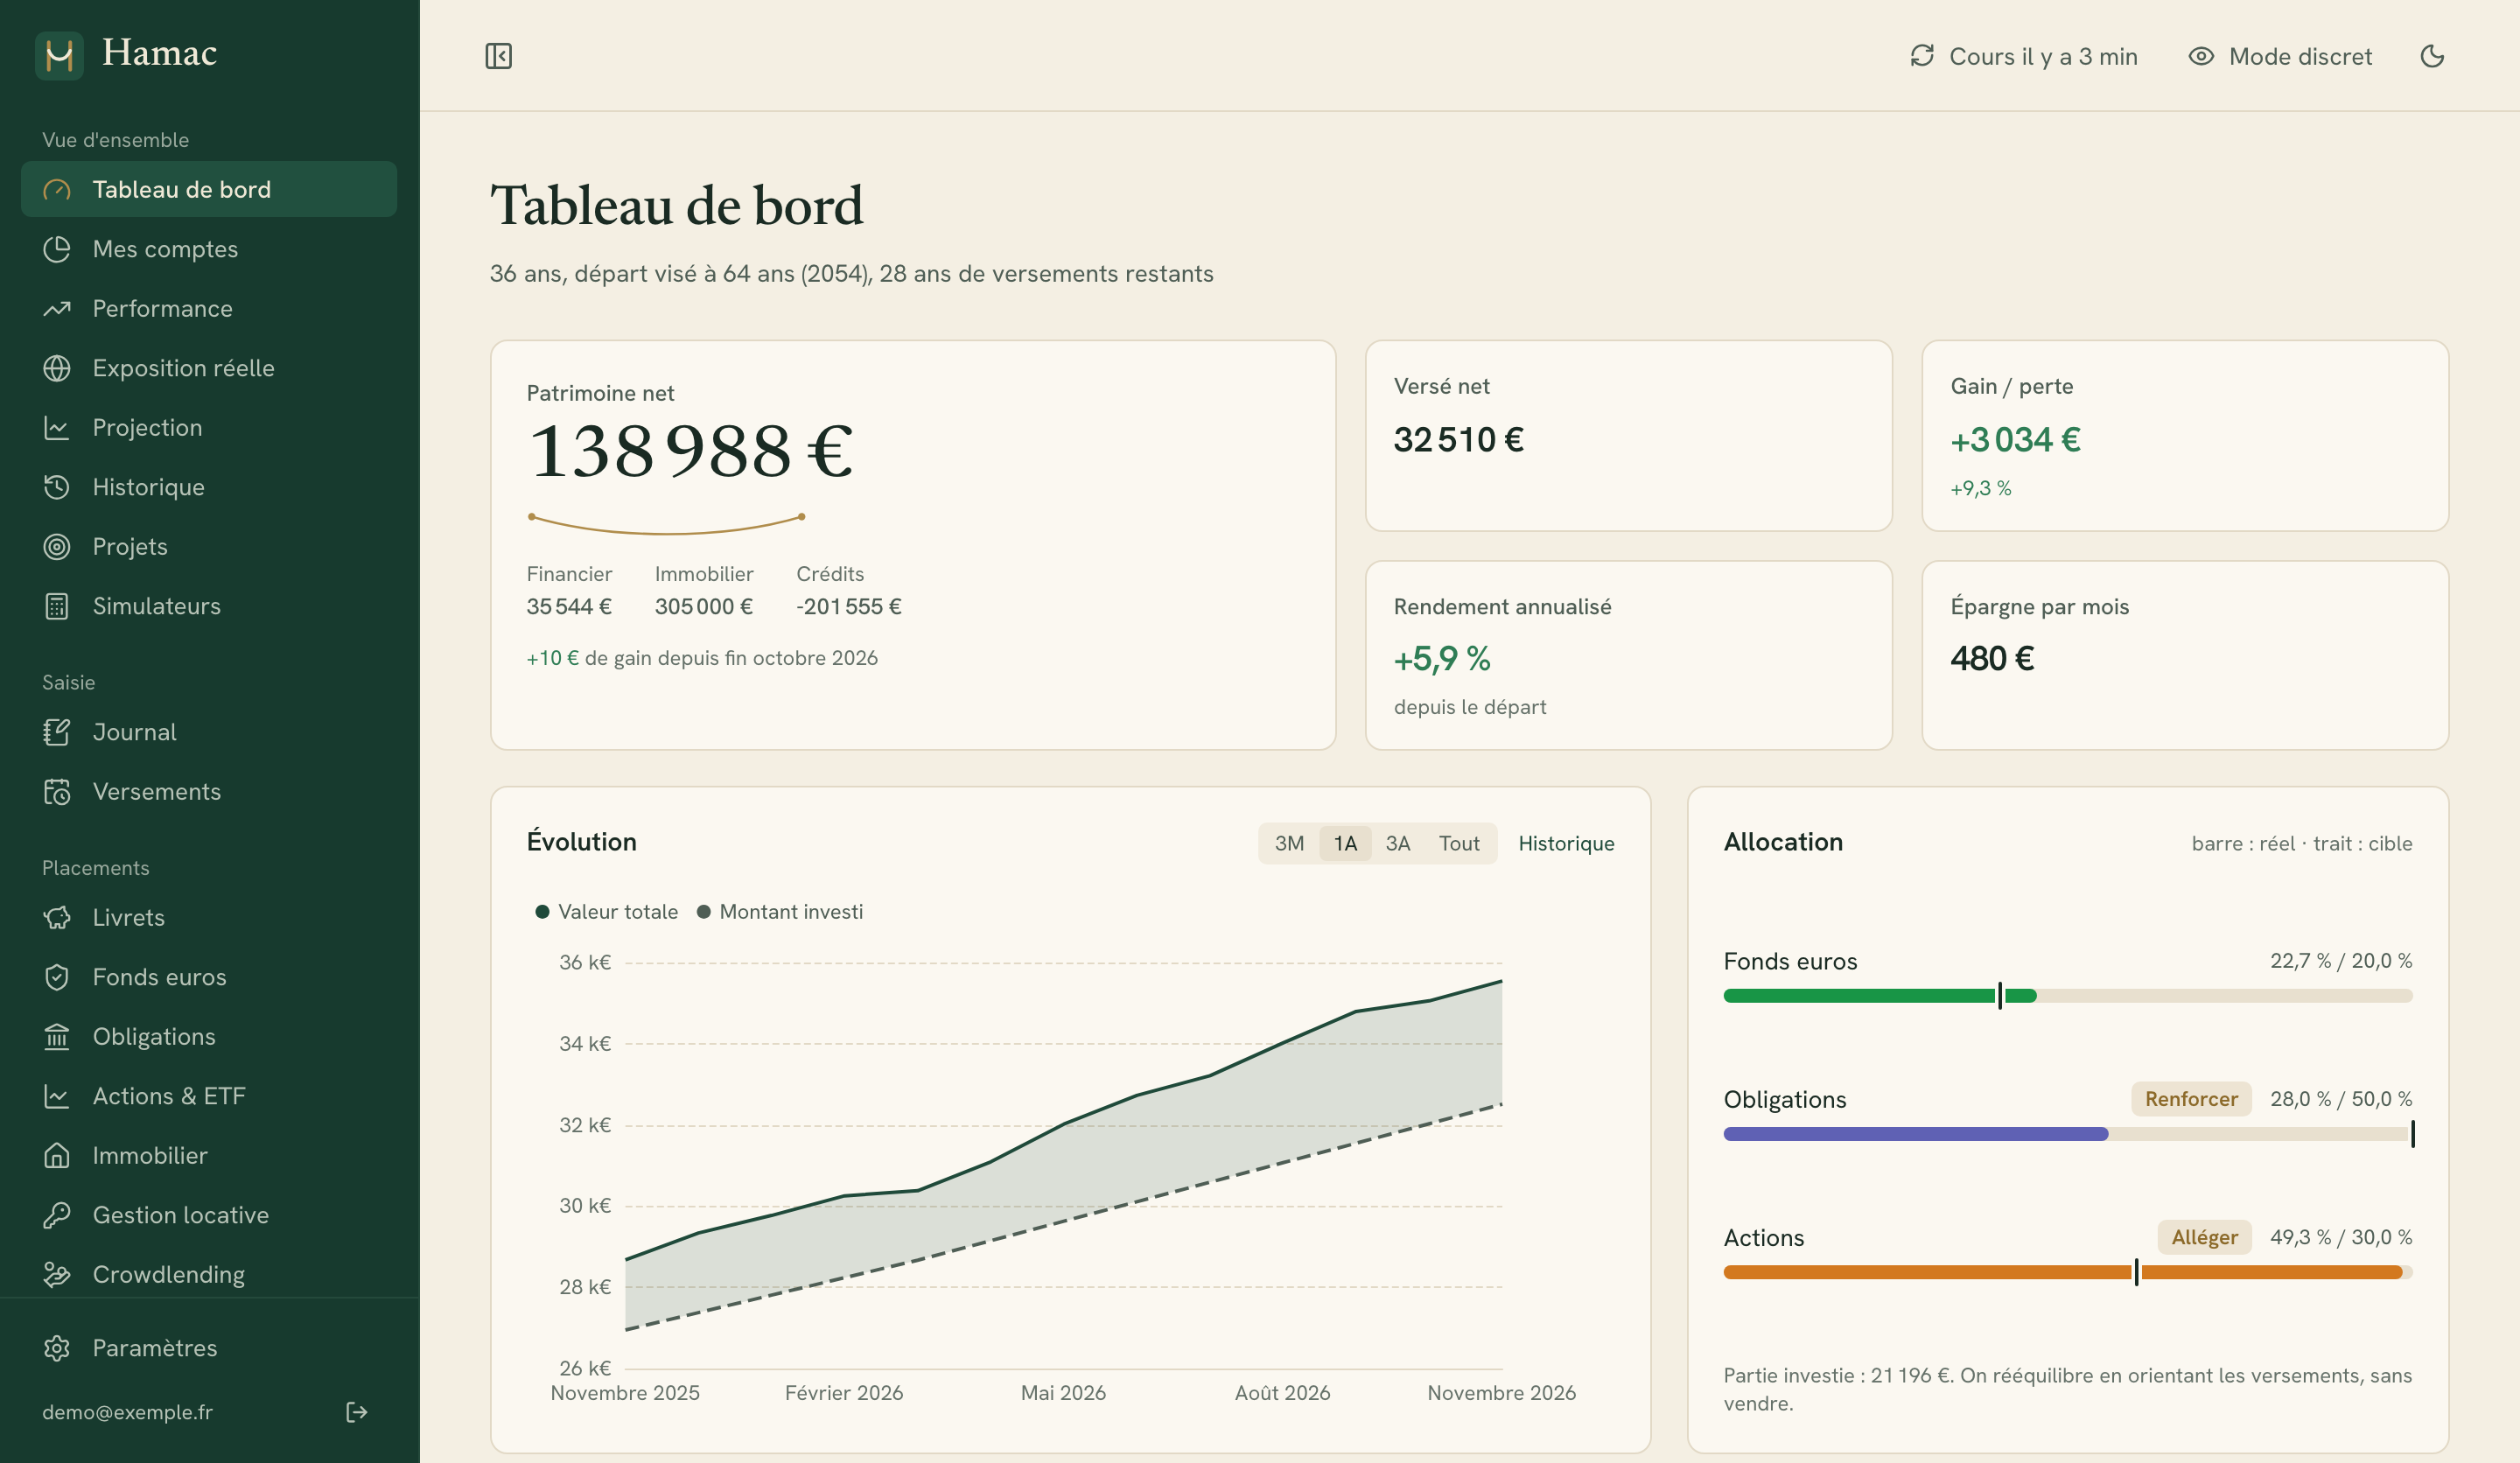 Hamac
Vue d'ensemble
Tableau de bord
Mes comptes
Performance
Exposition réelle
Projection
Historique
Projets
Simulateurs
Saisie
Journal
Versements
Placements
Livrets
Fonds euros
Obligations
Actions & ETF
Immobilier
Gestion locative
Crowdlending
Paramètres
demo@exemple.fr
Cours il y a 3 min
Mode discret
Tableau de bord
36 ans, départ visé à 64 ans (2054), 28 ans de versements restants
Patrimoine net
138 988 €
Financier Immobilier Crédits
35 544 € 305 000 € -201 555 €
+10 € de gain depuis fin octobre 2026
Versé net
32 510 €
Gain / perte
+3 034 €
+9,3 %
Rendement annualisé
+5,9 %
depuis le départ
Épargne par mois
480 €
Évolution
3M 1A 3A Tout Historique
Valeur totale Montant investi
36 k€
34 k€
32 k€
30 k€
28 k€
26 k€
Novembre 2025 Février 2026 Mai 2026 Août 2026 Novembre 2026
Allocation
barre : réel · trait : cible
Fonds euros 22,7 % / 20,0 %
Obligations Renforcer 28,0 % / 50,0 %
Actions Alléger 49,3 % / 30,0 %
Partie investie : 21 196 €. On rééquilibre en orientant les versements, sans
vendre.